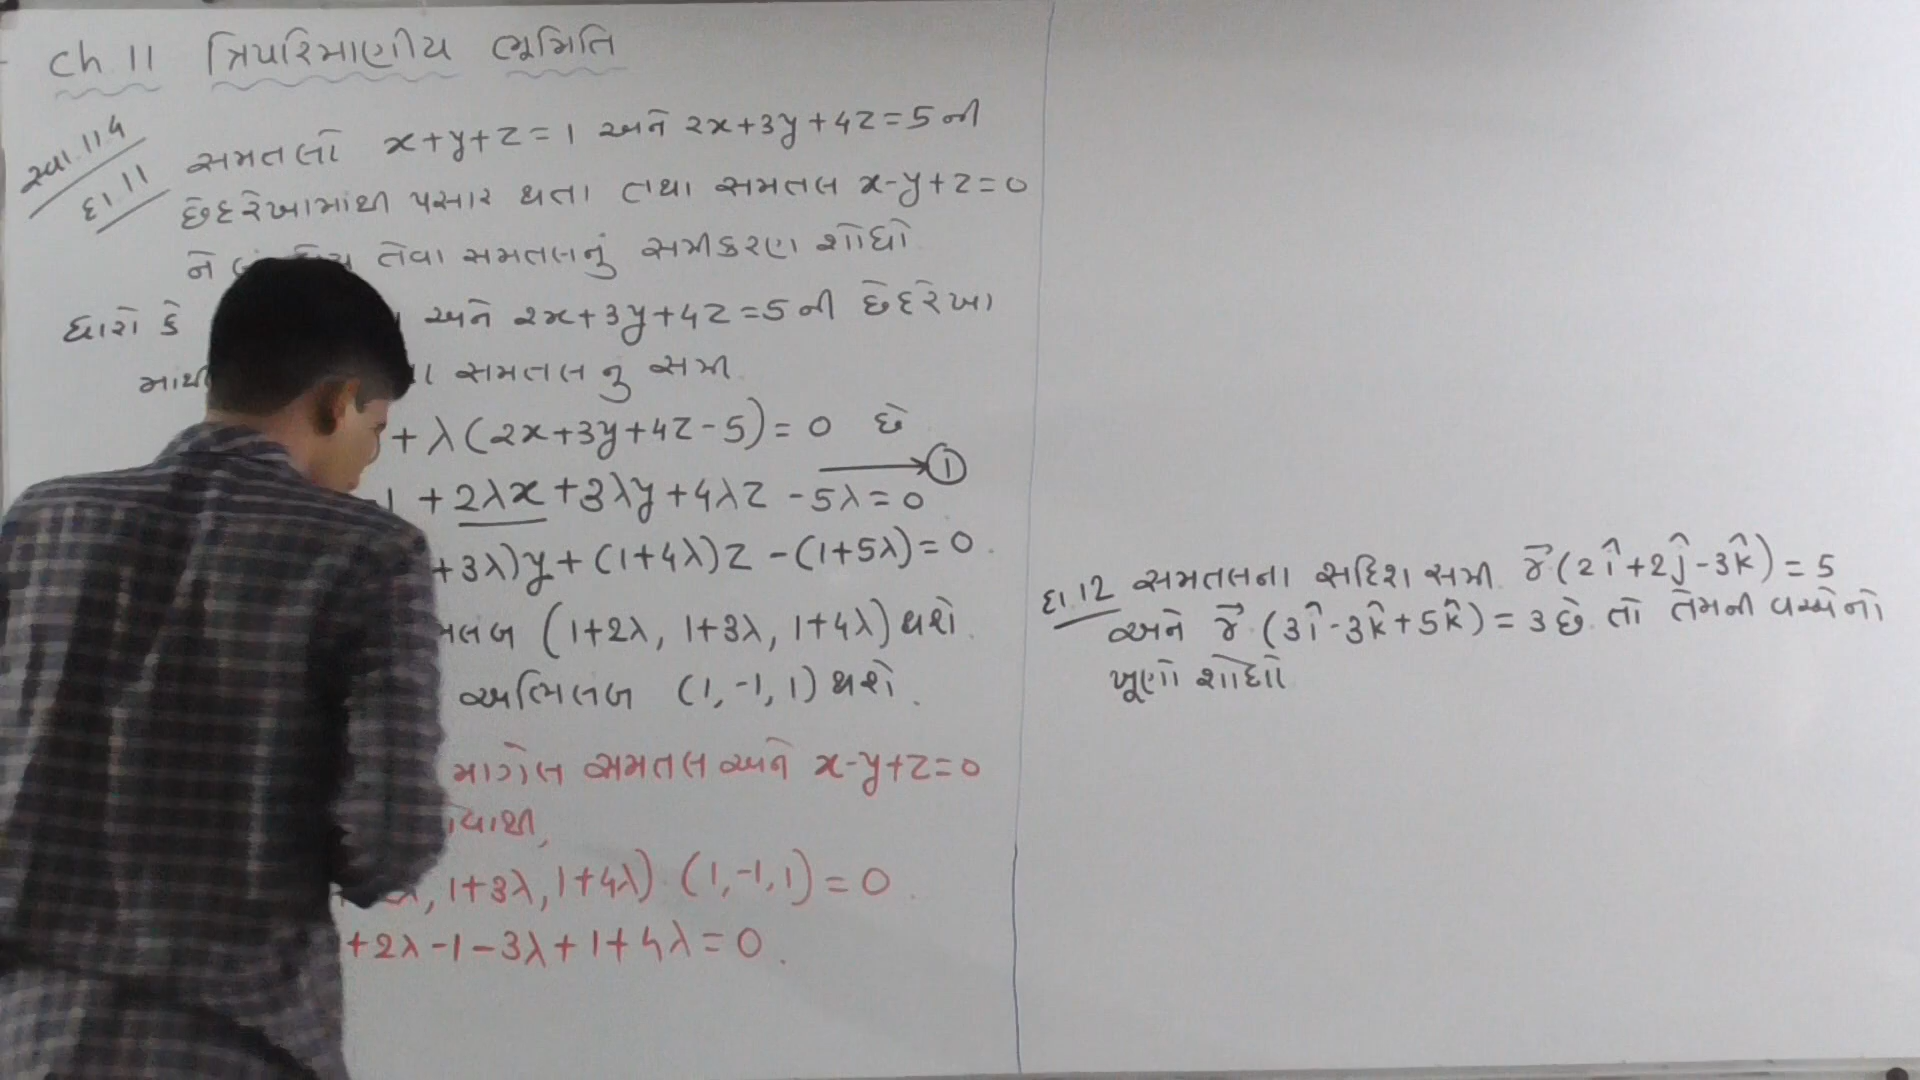 ch 11 ત્રિપરિમાણીય ભૂમિતિ
સ્વા. 11.4
દા. 11
સમતલો x+y+z=1 અને 2x+3y+4z=5 ની
છેદરેખામાંથી પસાર થતા તથા સમતલ x-y+z=0
ને તેવા સમતલનું સમીકરણ શોધો
ધારો કે અને 2x+3y+4z=5 ની છેદરેખા
સમતલ નુ સમી
+ λ(2x+3y+4z-5)=0 છે
→ ①
1 + 2λx + 3λy + 4λz - 5λ = 0
+3λ)y + (1+4λ)z - (1+5λ) = 0.
(1+2λ, 1+3λ, 1+4λ) થશે.
અભિલંબ (1,-1,1) થશે.
માગેલ સમતલ અને x-y+z=0
, 1+3λ, 1+4λ) · (1,-1,1) = 0.
+2λ-1-3λ+1+4λ=0.
દા. 12 સમતલના સદિશ સમી. r⃗ (2î+2ĵ-3k̂) = 5
અને r⃗. (3î-3k̂+5k̂) = 3 છે. તો તેમની વચ્ચેનો
ખૂણો શોધો